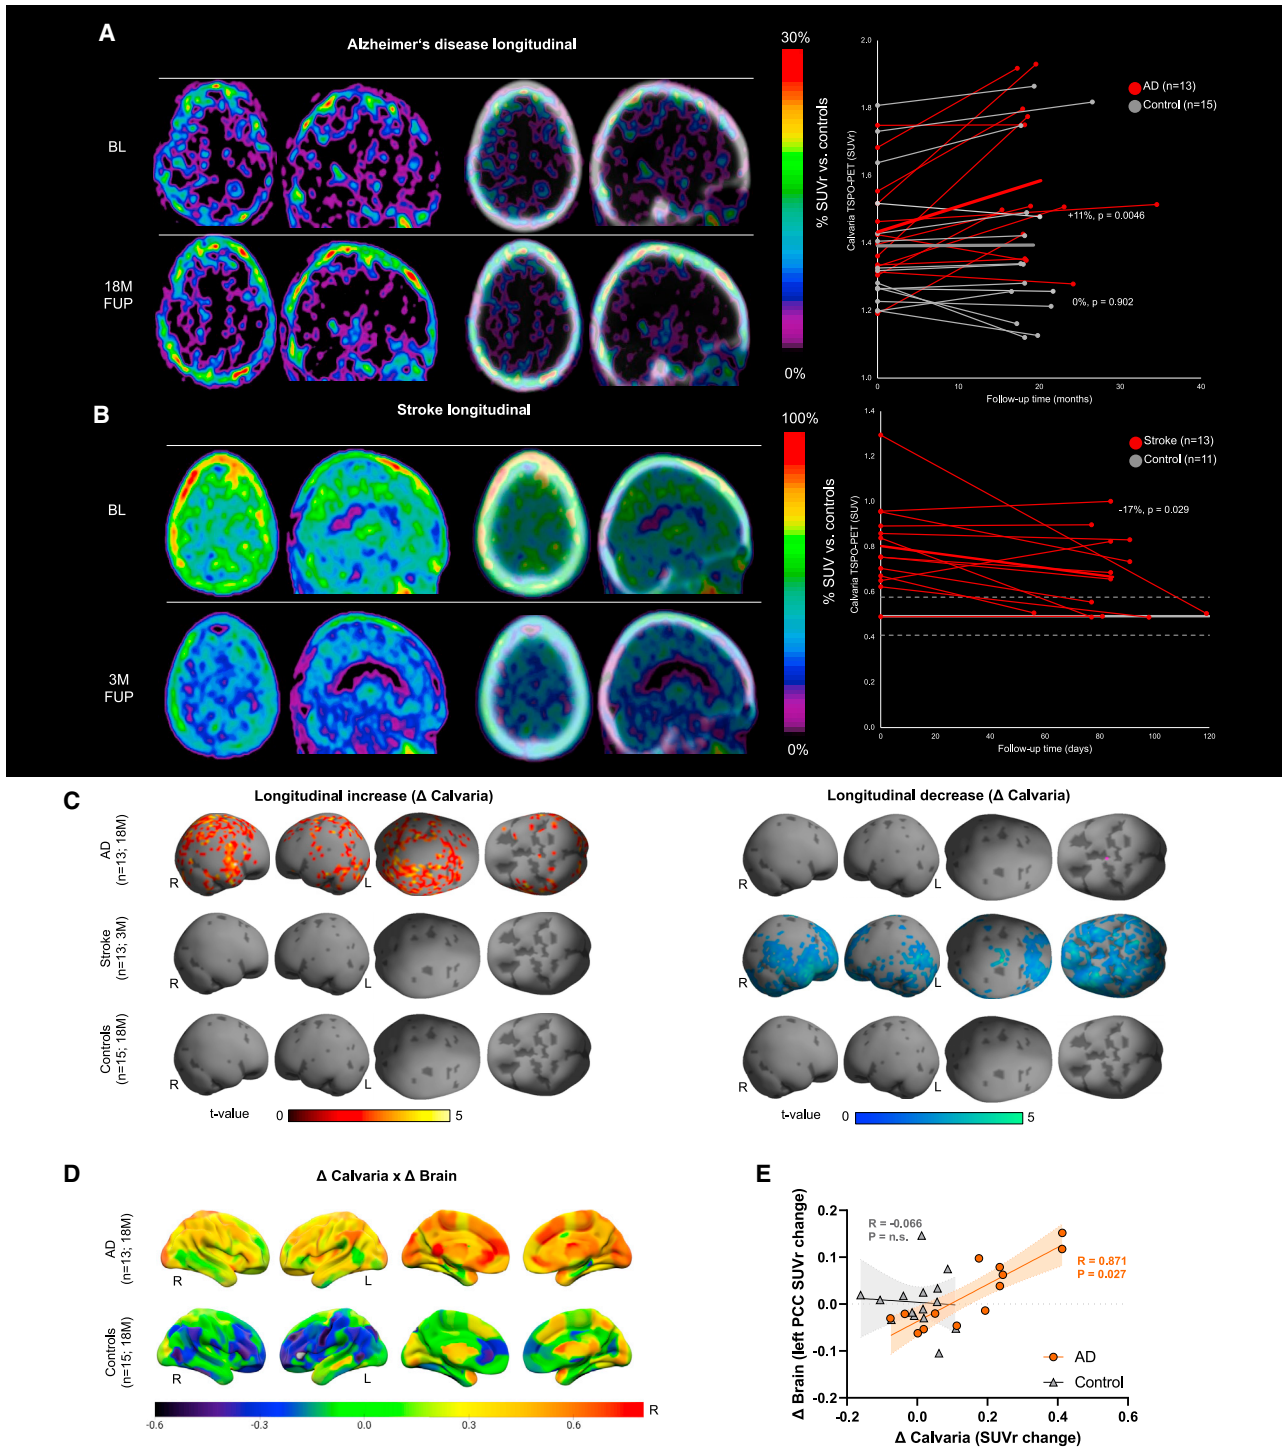 A
Alzheimer's disease longitudinal
BL
18M
FUP
30%
% SUVr vs. controls
0%
2.0
1.8
1.6
1.4
1.2
1.0
Calvaria TSPO-PET (SUVr)
AD (n=13)
Control (n=15)
+11%, p = 0.0046
0%, p = 0.902
0
10
20
30
40
Follow-up time (months)
B
Stroke longitudinal
BL
3M
FUP
100%
% SUV vs. controls
0%
1.4
1.2
1.0
0.8
0.6
0.4
0.2
0.0
Calvaria TSPO-PET (SUV)
Stroke (n=13)
Control (n=11)
-17%, p = 0.029
0
20
40
60
80
100
120
Follow-up time (days)
C
Longitudinal increase (Δ Calvaria)
Longitudinal decrease (Δ Calvaria)
AD
(n=13; 18M)
R
L
R
L
Stroke
(n=13; 3M)
R
L
R
L
Controls
(n=15; 18M)
R
L
R
L
t-value
0
5
t-value
0
5
D
Δ Calvaria x Δ Brain
AD
(n=13; 18M)
R
L
Controls
(n=15; 18M)
R
L
-0.6
-0.3
0.0
0.3
0.6
R
E
Δ Brain (left PCC SUVr change)
0.2
0.1
0.0
-0.1
-0.2
R = -0.066
P = n.s.
R = 0.871
P = 0.027
AD
Control
-0.2
0.0
0.2
0.4
0.6
Δ Calvaria (SUVr change)